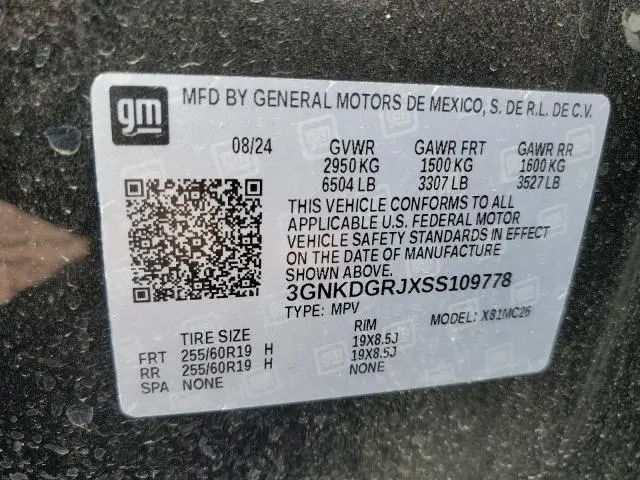 gm
MFD BY GENERAL MOTORS DE MEXICO, S. DE R.L. DE C.V.
08/24 GVWR GAWR FRT GAWR RR
2950 KG 1500 KG 1600 KG
6504 LB 3307 LB 3527 LB
THIS VEHICLE CONFORMS TO ALL
APPLICABLE U.S. FEDERAL MOTOR
VEHICLE SAFETY STANDARDS IN EFFECT
ON THE DATE OF MANUFACTURE
SHOWN ABOVE.
3GNKDGRJXSS109778
TYPE: MPV MODEL: X81MC26
TIRE SIZE RIM
FRT 255/60R19 H 19X8.5J
RR 255/60R19 H 19X8.5J
SPA NONE NONE